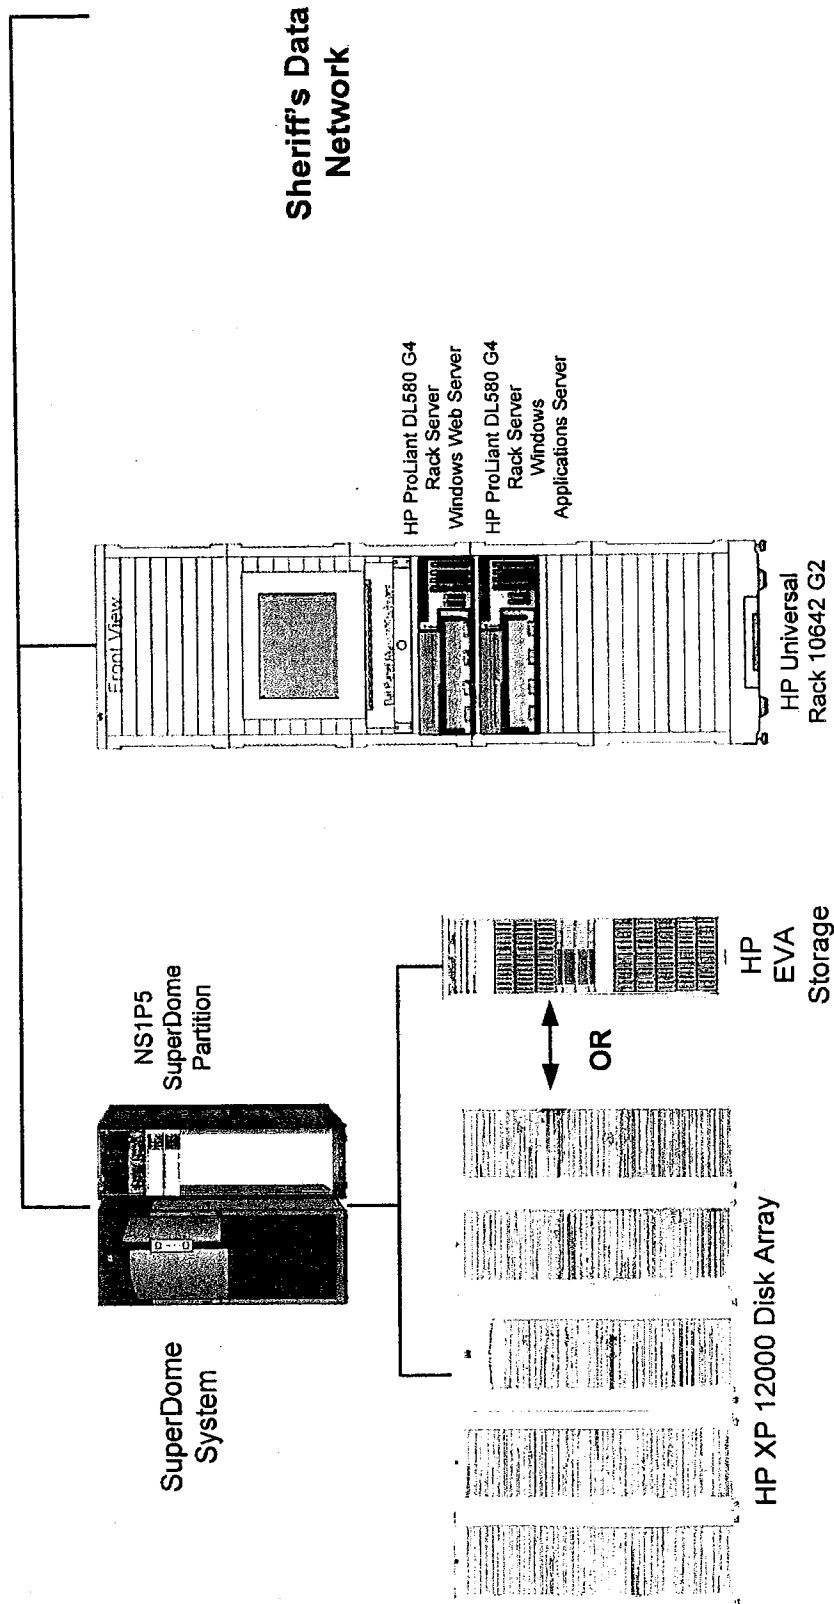 Sheriff's Data
Network
NS1P5
SuperDome
Partition
SuperDome
System
Front View
HP ProLiant DL580 G4
Rack Server
Windows Web Server
HP ProLiant DL580 G4
Rack Server
Windows
Applications Server
HP Universal
Rack 10642 G2
OR
HP
EVA
Storage
HP XP 12000 Disk Array